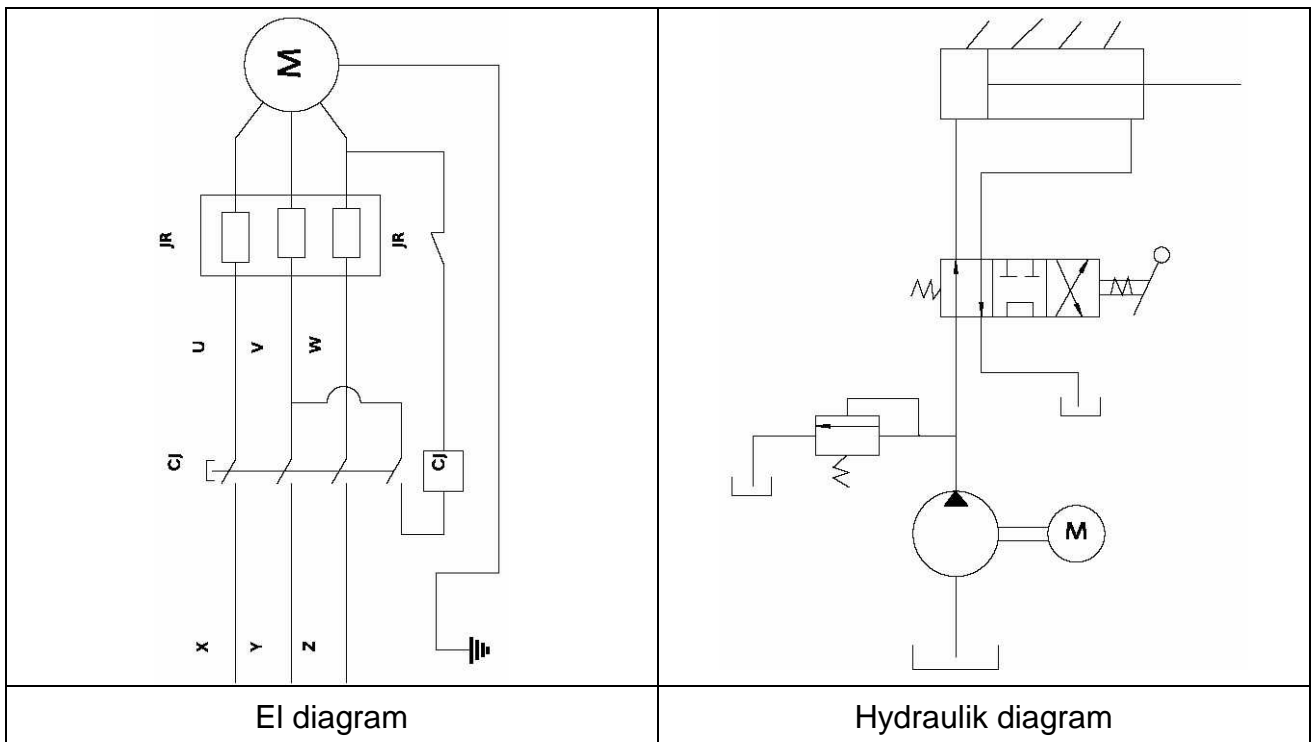 M
JR JR
U V W
CJ CJ
X Y Z
M
El diagram
Hydraulik diagram